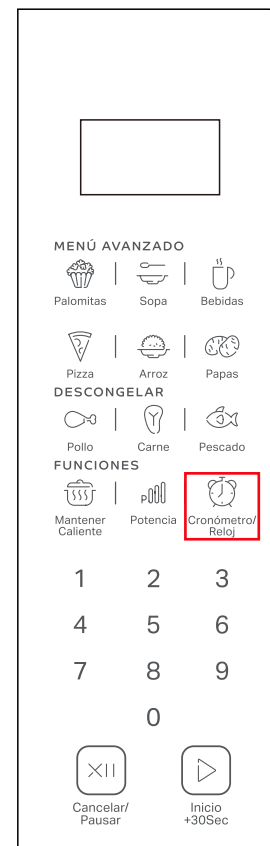 MENÚ AVANZADO
Palomitas Sopa Bebidas
Pizza Arroz Papas
DESCONGELAR
Pollo Carne Pescado
FUNCIONES
P
Mantener Caliente Potencia Cronómetro/ Reloj
1 2 3
4 5 6
7 8 9
0
Cancelar/ Pausar Inicio +30Sec